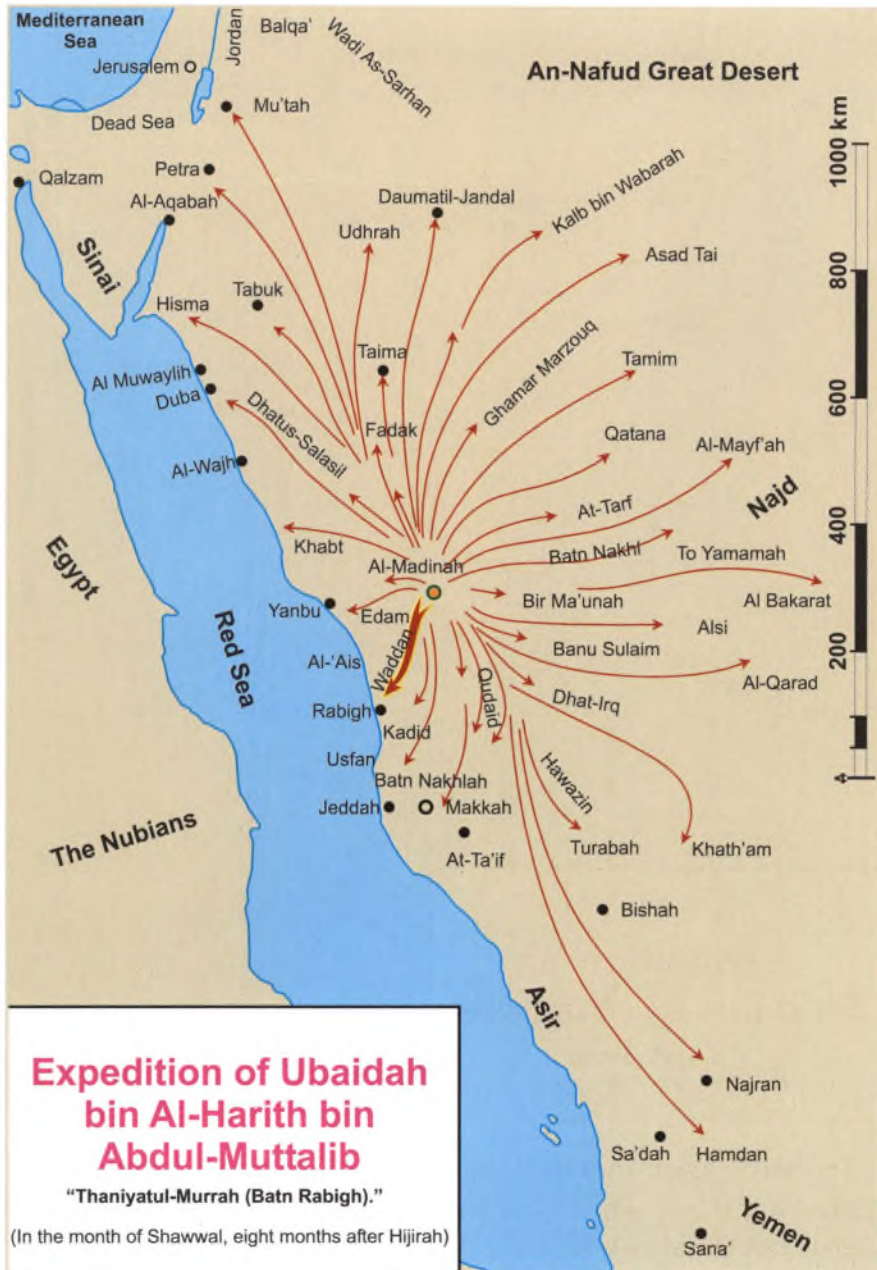 Mediterranean
Sea
Jordan
Balqa'
Wadi As-Sarhan
Jerusalem
An-Nafud Great Desert
Mu'tah
Dead Sea
1000 km
Petra
Qalzam
Al-Aqabah
Daumatil-Jandal
Kalb bin Wabarah
Udhrah
Asad Tai
Sinai
800
Hisma
Tabuk
Taima
Ghamar Marzouq
Tamim
Al Muwaylih
Duba
Dhatus-Salasil
Fadak
600
Qatana
Al-Mayf'ah
Al-Wajh
At-Tarf
Najd
400
Egypt
Khabt
Al-Madinah
Batn Nakhl
To Yamamah
Yanbu
Edam
Bir Ma'unah
Al Bakarat
Red Sea
Waddan
Alsi
Al-'Ais
Banu Sulaim
200
Al-Qarad
Rabigh
Qudaid
Dhat-Irq
Kadid
Usfan
Hawazin
Batn Nakhlah
Jeddah
Makkah
The Nubians
At-Ta'if
Turabah
Khath'am
Bishah
Asir
Expedition of Ubaidah
bin Al-Harith bin
Abdul-Muttalib
"Thaniyatul-Murrah (Batn Rabigh)."
(In the month of Shawwal, eight months after Hijirah)
Najran
Sa'dah
Hamdan
Yemen
Sana'